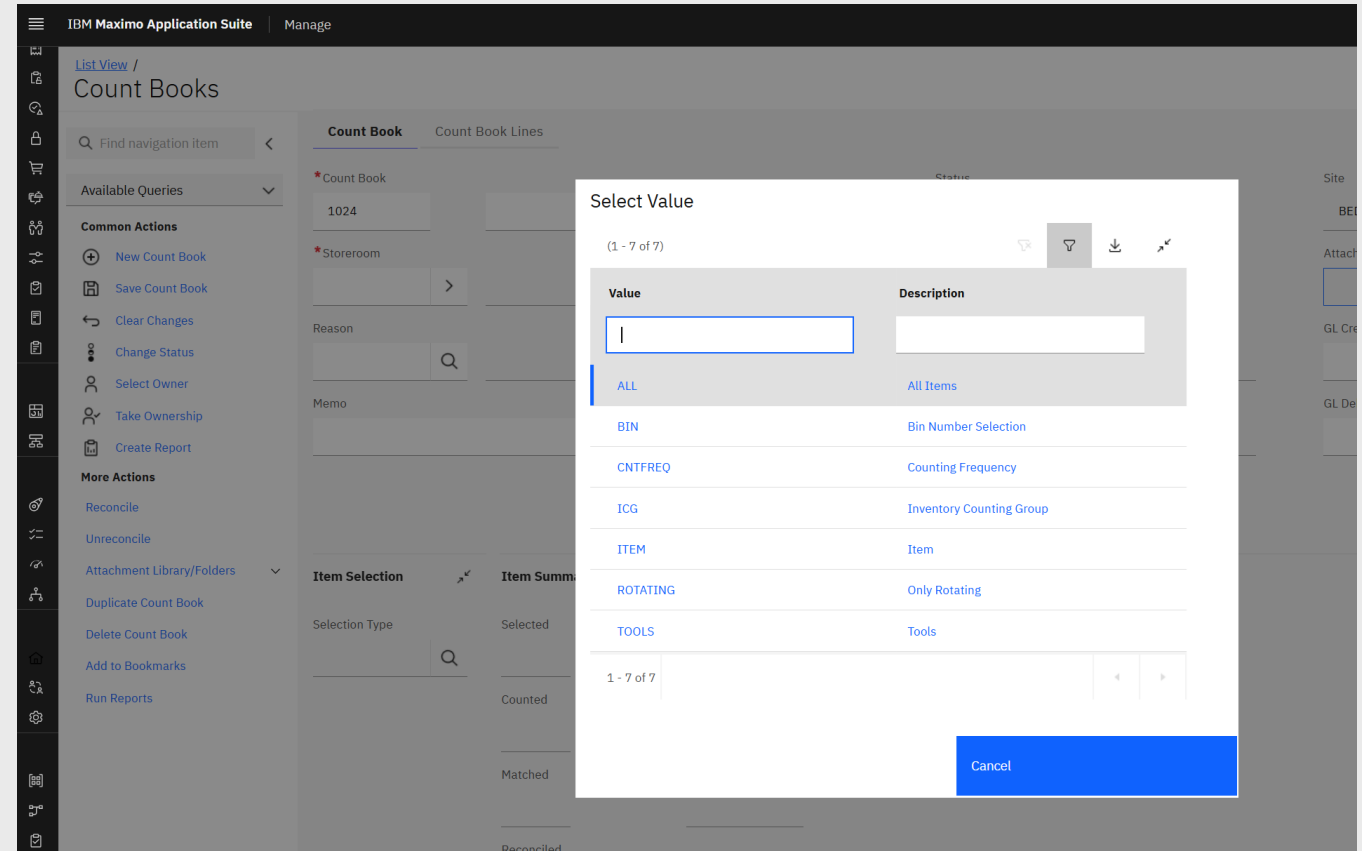 IBM Maximo Application Suite Manage
List View /
Count Books
Find navigation item
Available Queries
Common Actions
New Count Book
Save Count Book
Clear Changes
Change Status
Select Owner
Take Ownership
Create Report
More Actions
Reconcile
Unreconcile
Attachment Library/Folders
Duplicate Count Book
Delete Count Book
Add to Bookmarks
Run Reports
Count Book Count Book Lines
*Count Book
1024
*Storeroom
Reason
Memo
Item Selection
Selection Type
Item Summa
Selected
Counted
Matched
Reconciled
Status
Site
BED
Attach
GL Cre
GL De
Select Value
(1 - 7 of 7)
Value Description
ALL All Items
BIN Bin Number Selection
CNTFREQ Counting Frequency
ICG Inventory Counting Group
ITEM Item
ROTATING Only Rotating
TOOLS Tools
1 - 7 of 7
Cancel